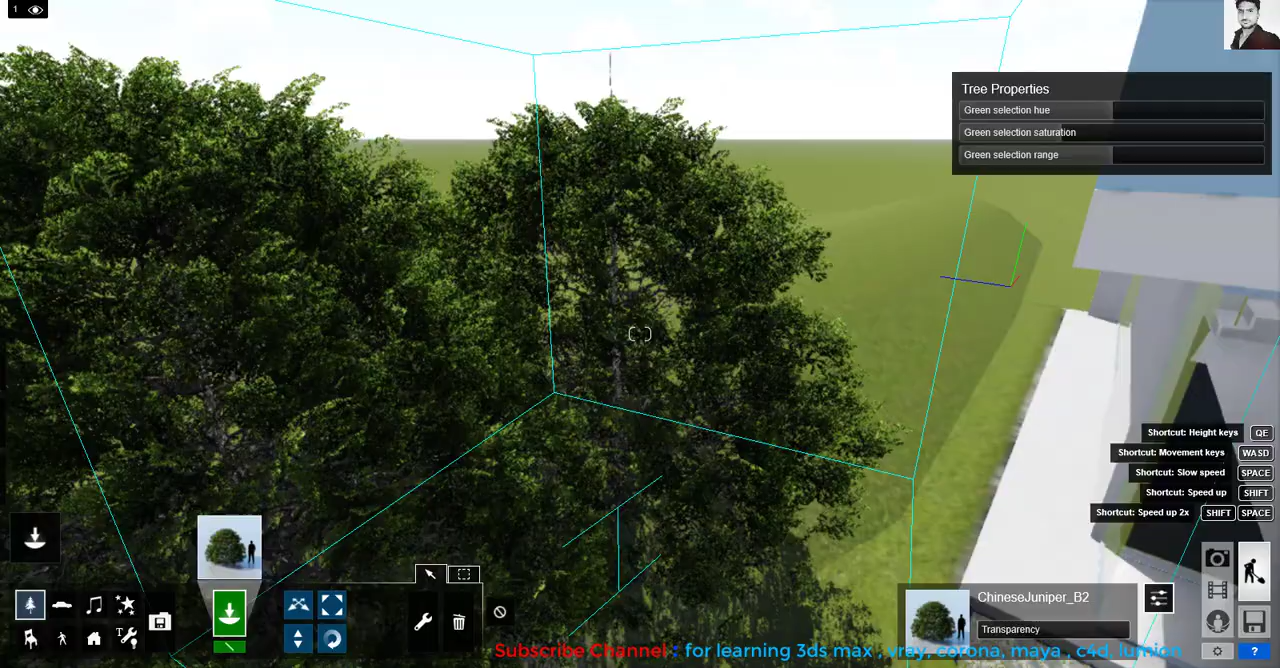 1
Tree Properties
Green selection hue
Green selection saturation
Green selection range
Shortcut: Height keys QE
Shortcut: Movement keys WASD
Shortcut: Slow speed SPACE
Shortcut: Speed up SHIFT
Shortcut: Speed up 2x SHIFT SPACE
ChineseJuniper_B2
Transparency
T
?
Subscribe Channel : for learning 3ds max , vray, corona, maya , c4d, lumion